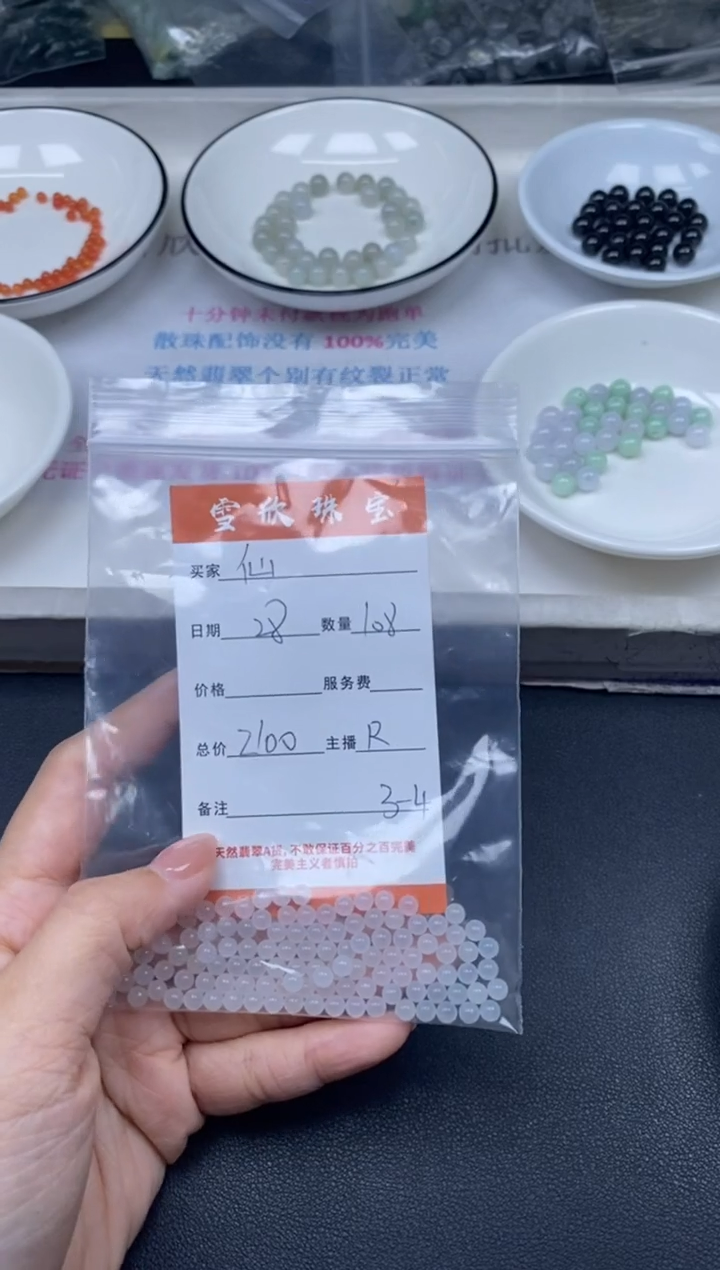 十分钟未付款视为跑单
散珠配饰没有 100%完美
天然翡翠个别有纹裂正常
雪欣珠宝
买家 仙
日期 28 数量 108
价格 服务费
总价 2100 主播 R
备注 3-4
天然翡翠A货,不敢保证百分之百完美
完美主义者慎拍